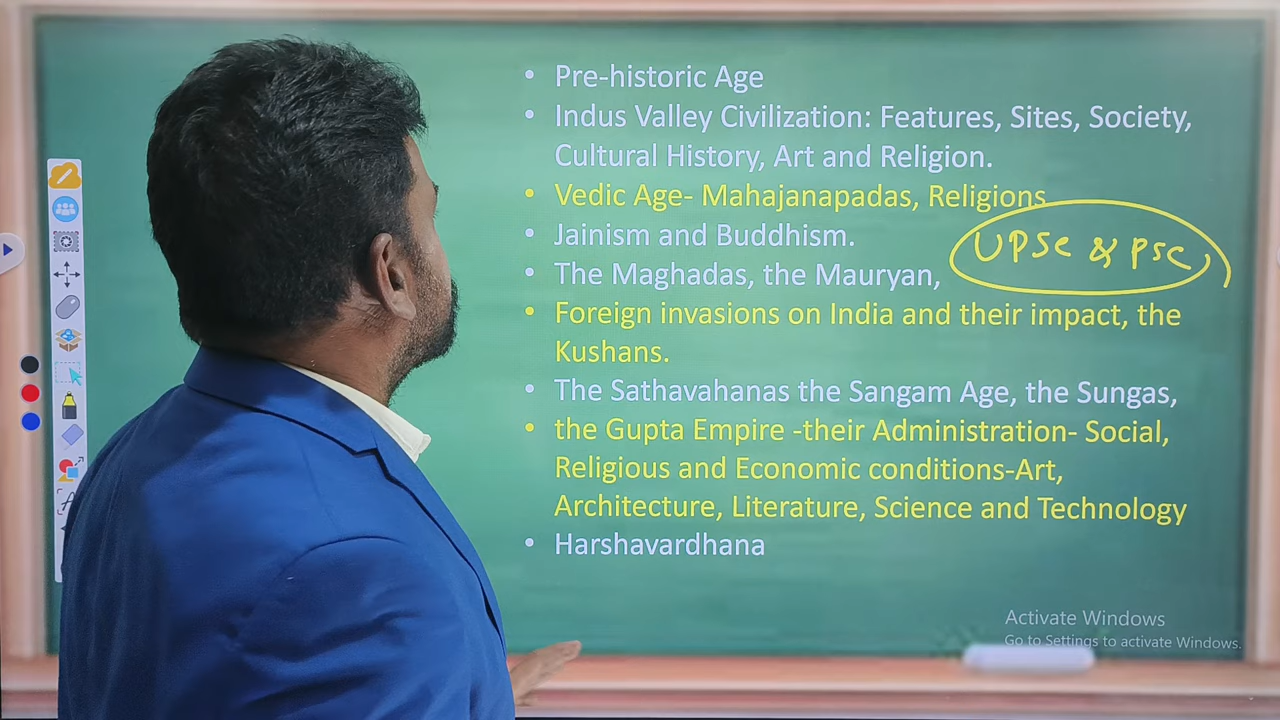 • Pre-historic Age
• Indus Valley Civilization: Features, Sites, Society,
Cultural History, Art and Religion.
• Vedic Age- Mahajanapadas, Religions
• Jainism and Buddhism.
UPSC & PSC
• The Maghadas, the Mauryan,
• Foreign invasions on India and their impact, the
Kushans.
• The Sathavahanas the Sangam Age, the Sungas,
• the Gupta Empire -their Administration- Social,
Religious and Economic conditions-Art,
Architecture, Literature, Science and Technology
• Harshavardhana
Activate Windows
Go to Settings to activate Windows.